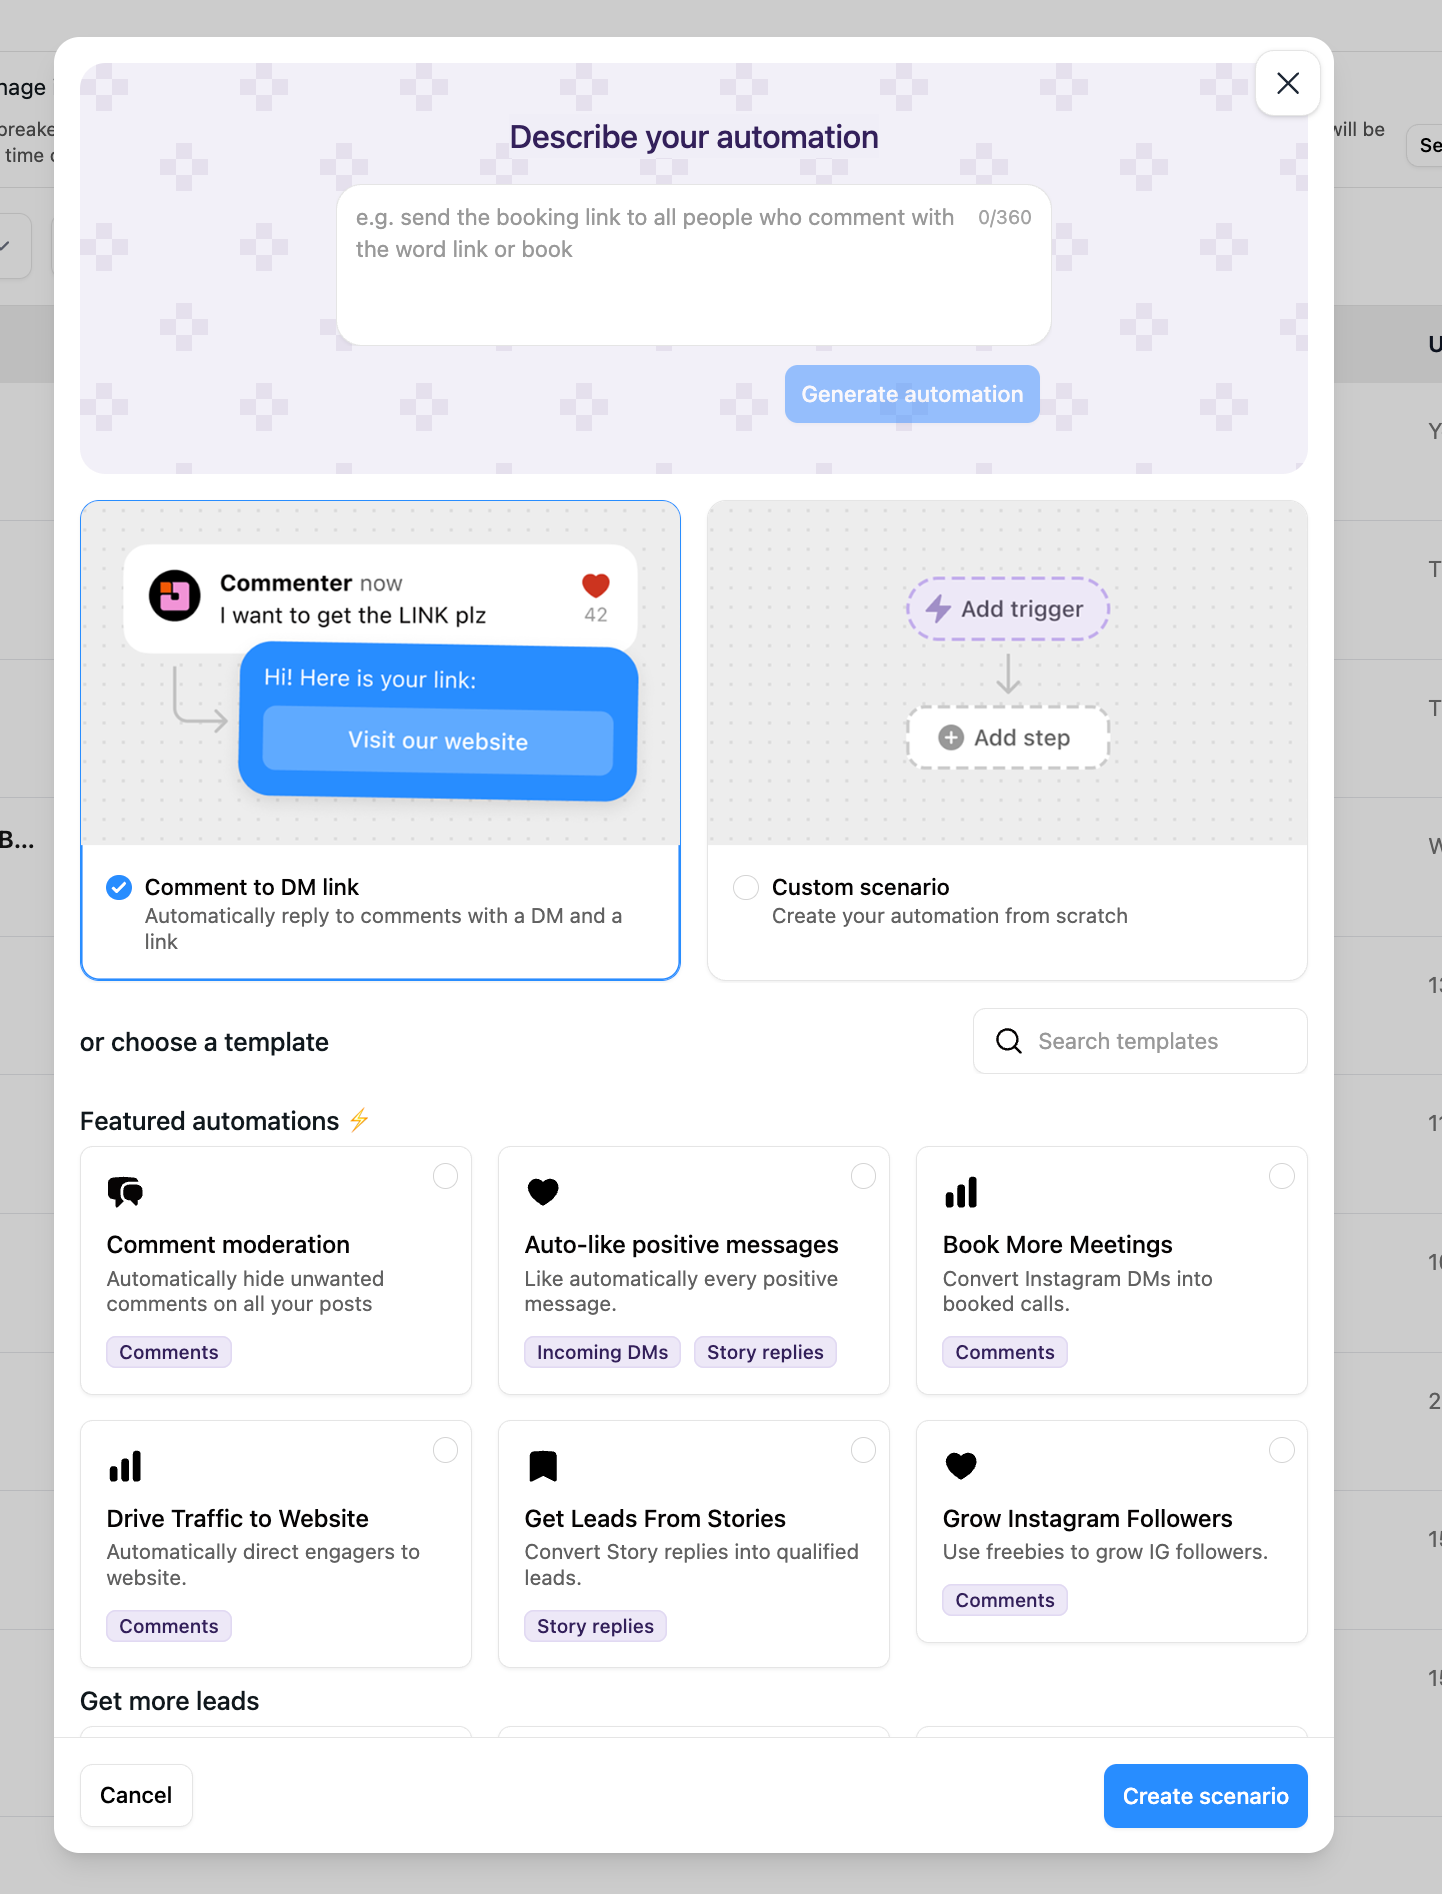 Describe your automation
e.g. send the booking link to all people who comment with
the word link or book
0/360
Generate automation
Commenter now
I want to get the LINK plz
42
Hi! Here is your link:
Visit our website
Comment to DM link
Automatically reply to comments with a DM and a
link
Add trigger
Add step
Custom scenario
Create your automation from scratch
or choose a template
Search templates
Featured automations ⚡
Comment moderation
Automatically hide unwanted
comments on all your posts
Comments
Auto-like positive messages
Like automatically every positive
message.
Incoming DMs
Story replies
Book More Meetings
Convert Instagram DMs into
booked calls.
Comments
Drive Traffic to Website
Automatically direct engagers to
website.
Comments
Get Leads From Stories
Convert Story replies into qualified
leads.
Story replies
Grow Instagram Followers
Use freebies to grow IG followers.
Comments
Get more leads
Cancel
Create scenario
time
will be
B...